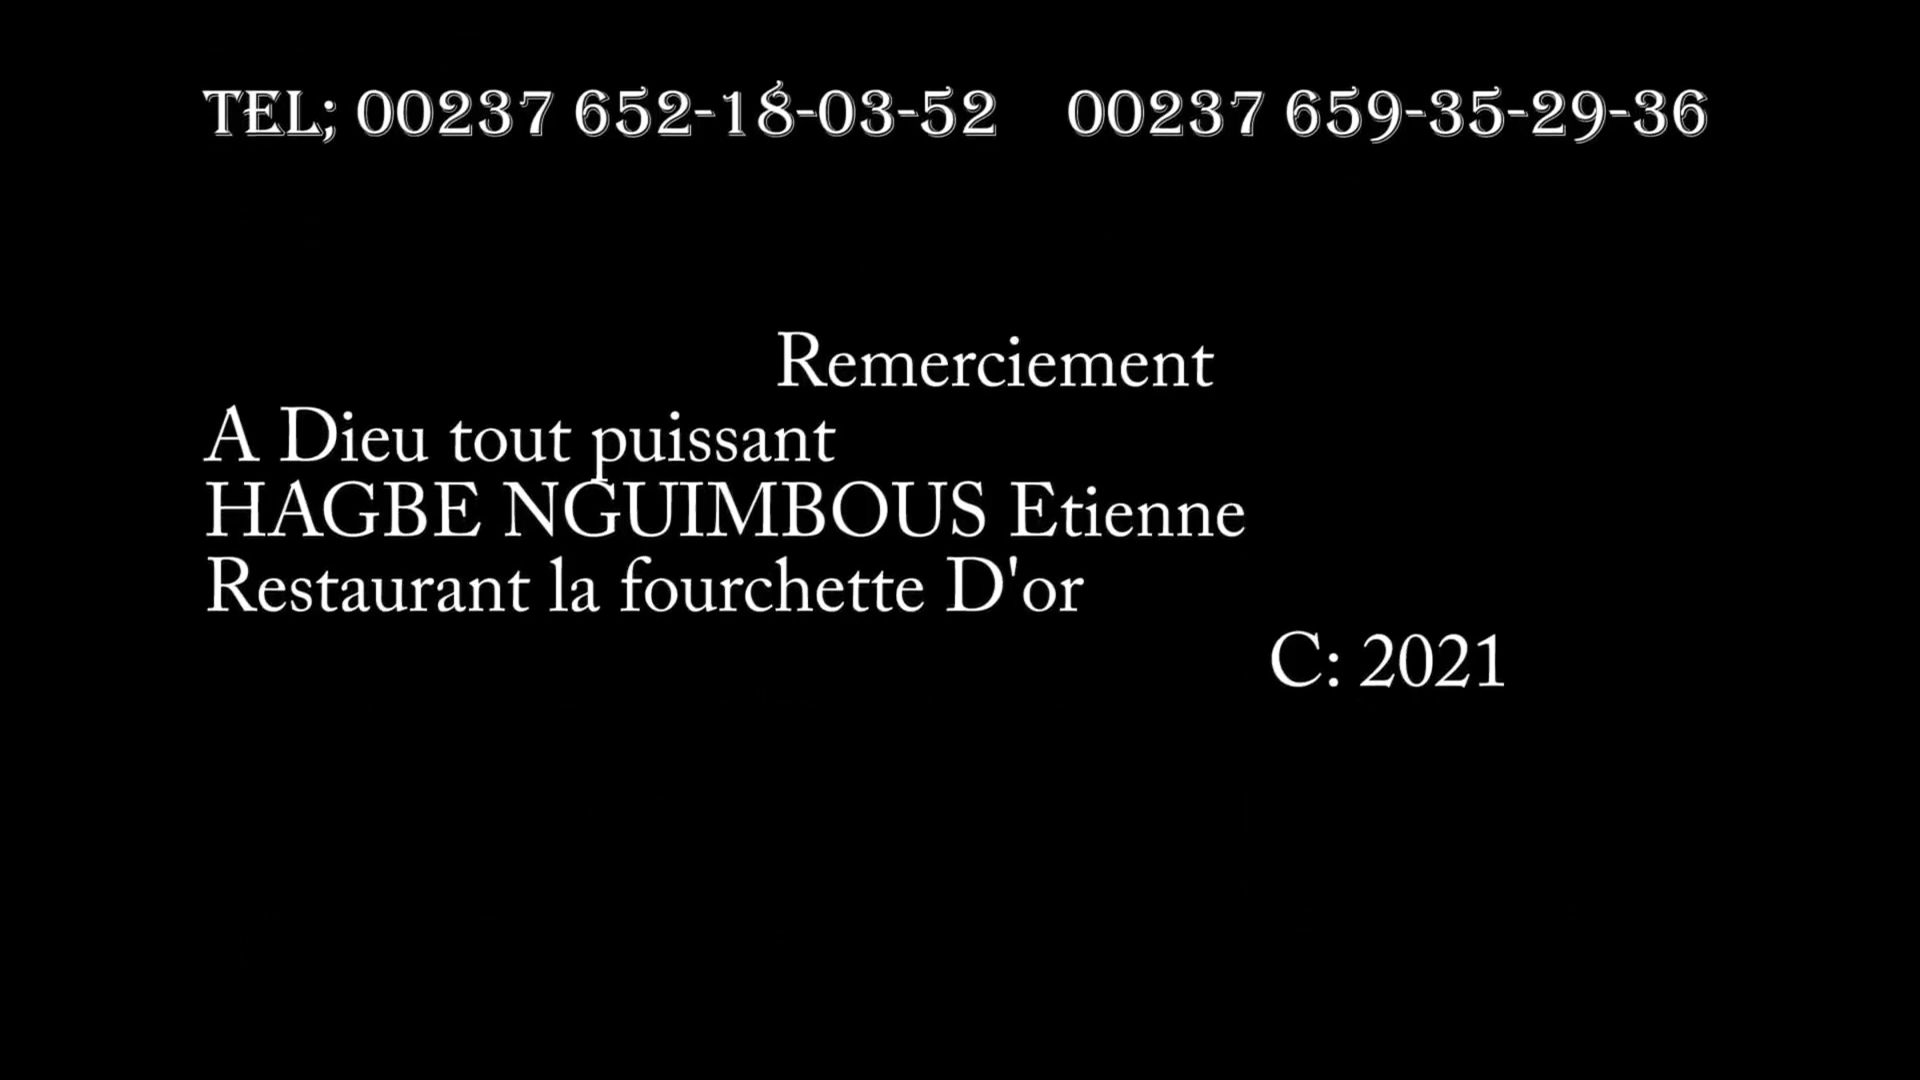 TEL; 00237 652-18-03-52    00237 659-35-29-36
Remerciement
A Dieu tout puissant
HAGBE NGUIMBOUS Etienne
Restaurant la fourchette D'or
C: 2021